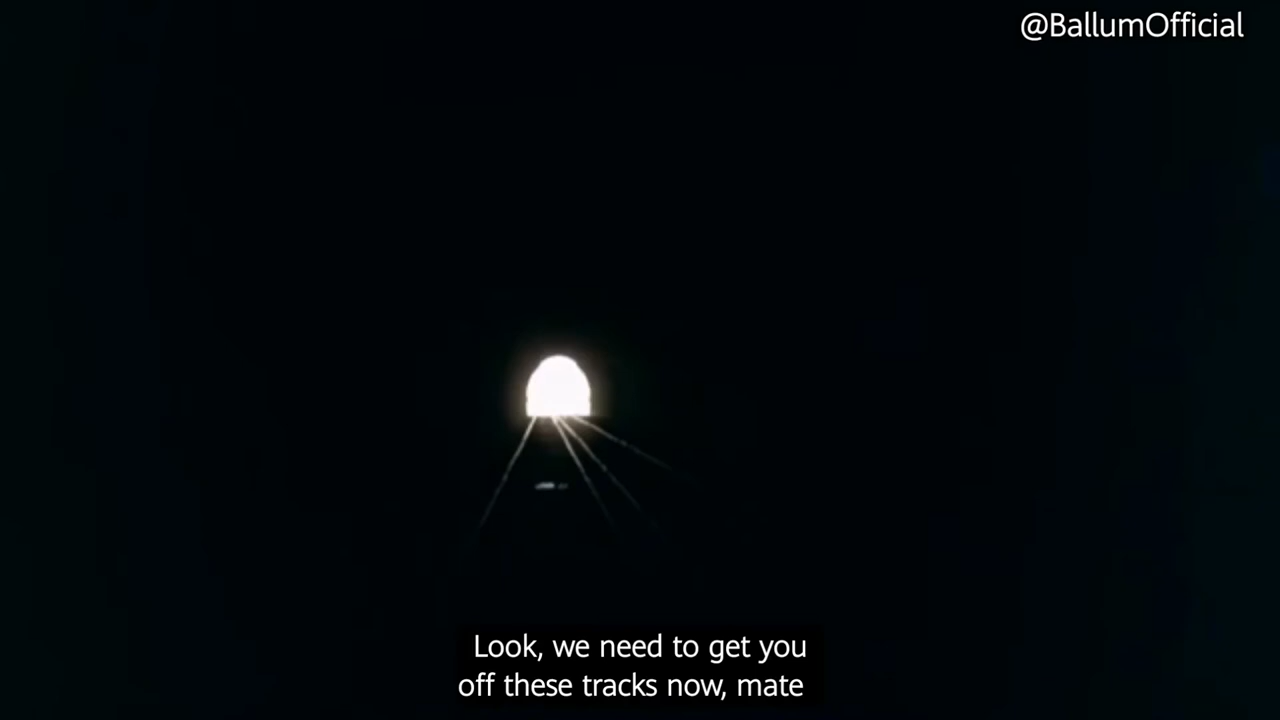 @BallumOfficial
Look, we need to get you
off these tracks now, mate